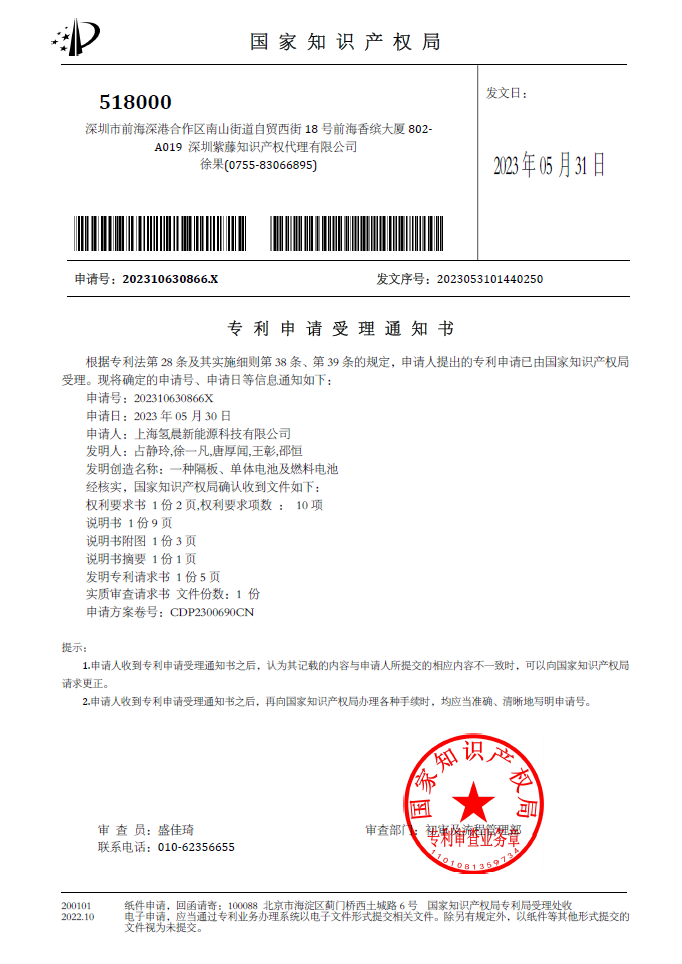 国家知识产权局
518000
深圳市前海深港合作区南山街道自贸西街 18 号前海香缤大厦 802-
A019 深圳紫藤知识产权代理有限公司
徐果(0755-83066895)
发文日:
2023 年 05 月 31 日
申请号:202310630866.X
发文序号:2023053101440250
专利申请受理通知书
根据专利法第 28 条及其实施细则第 38 条、第 39 条的规定,申请人提出的专利申请已由国家知识产权局
受理。现将确定的申请号、申请日等信息通知如下:
申请号:202310630866X
申请日:2023 年 05 月 30 日
申请人:上海氢晨新能源科技有限公司
发明人:占静玲,徐一凡,唐厚闻,王彰,邵恒
发明创造名称:一种隔板、单体电池及燃料电池
经核实,国家知识产权局确认收到文件如下:
权利要求书 1 份 2 页,权利要求项数 : 10 项
说明书 1 份 9 页
说明书附图 1 份 3 页
说明书摘要 1 份 1 页
发明专利请求书 1 份 5 页
实质审查请求书 文件份数:1 份
申请方案卷号:CDP2300690CN
提示:
1.申请人收到专利申请受理通知书之后,认为其记载的内容与申请人所提交的相应内容不一致时,可以向国家知识产权局
请求更正。
2.申请人收到专利申请受理通知书之后,再向国家知识产权局办理各种手续时,均应当准确、清晰地写明申请号。
国家知识产权局
专利审查业务章
1101081359734
审 查 员:盛佳琦
审查部门:初审及流程管理部
联系电话:010-62356655
200101 纸件申请,回函请寄:100088 北京市海淀区蓟门桥西土城路 6 号 国家知识产权局专利局受理处收
2022.10 电子申请,应当通过专利业务办理系统以电子文件形式提交相关文件。除另有规定外,以纸件等其他形式提交的
文件视为未提交。